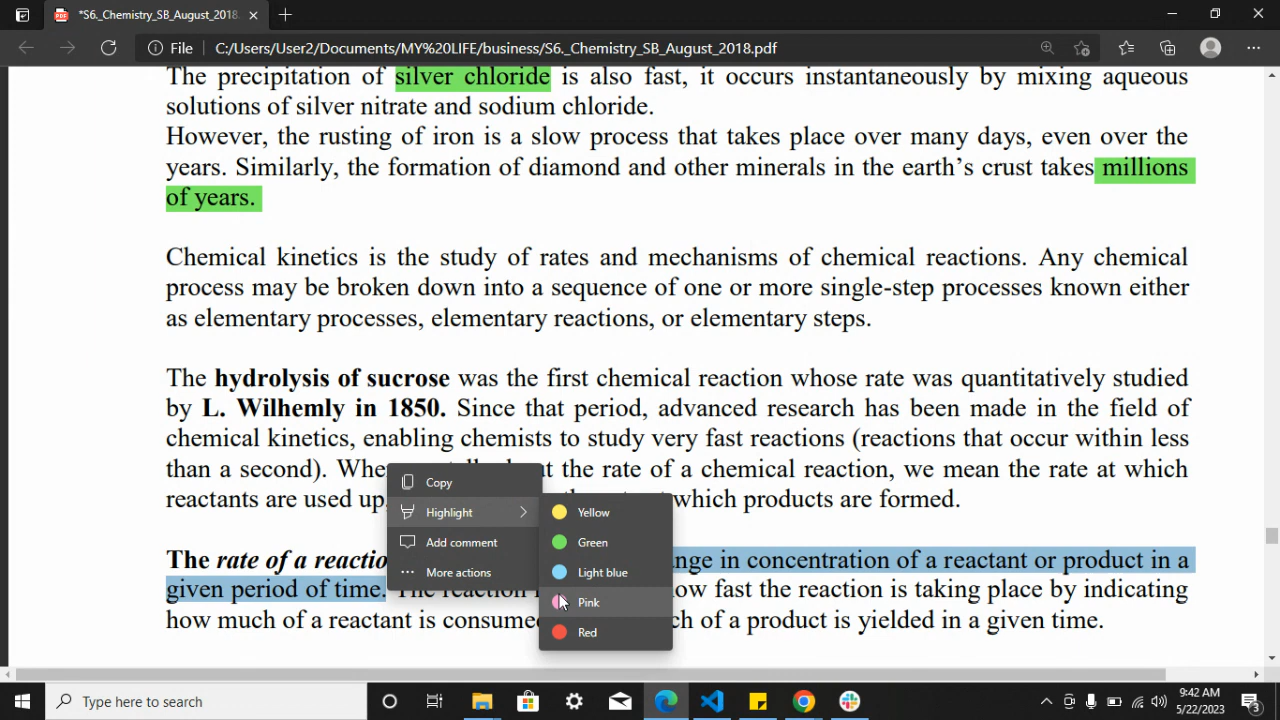 *S6._Chemistry_SB_August_2018.
File
C:/Users/User2/Documents/MY%20LIFE/business/S6._Chemistry_SB_August_2018.pdf
The precipitation of silver chloride is also fast, it occurs instantaneously by mixing aqueous
solutions of silver nitrate and sodium chloride.
However, the rusting of iron is a slow process that takes place over many days, even over the
years. Similarly, the formation of diamond and other minerals in the earth's crust takes millions
of years.
Chemical kinetics is the study of rates and mechanisms of chemical reactions. Any chemical
process may be broken down into a sequence of one or more single-step processes known either
as elementary processes, elementary reactions, or elementary steps.
The hydrolysis of sucrose was the first chemical reaction whose rate was quantitatively studied
by L. Wilhemly in 1850. Since that period, advanced research has been made in the field of
chemical kinetics, enabling chemists to study very fast reactions (reactions that occur within less
than a second). the rate of a chemical reaction, we mean the rate at which
reactants are used up, which products are formed.
The rate of a in concentration of a reactant or product in a
given period of time. The reaction fast the reaction is taking place by indicating
how much of a reactant is of a product is yielded in a given time.
Copy
Highlight
Add comment
More actions
Yellow
Green
Light blue
Pink
Red
Type here to search
9:42 AM
5/22/2023
3